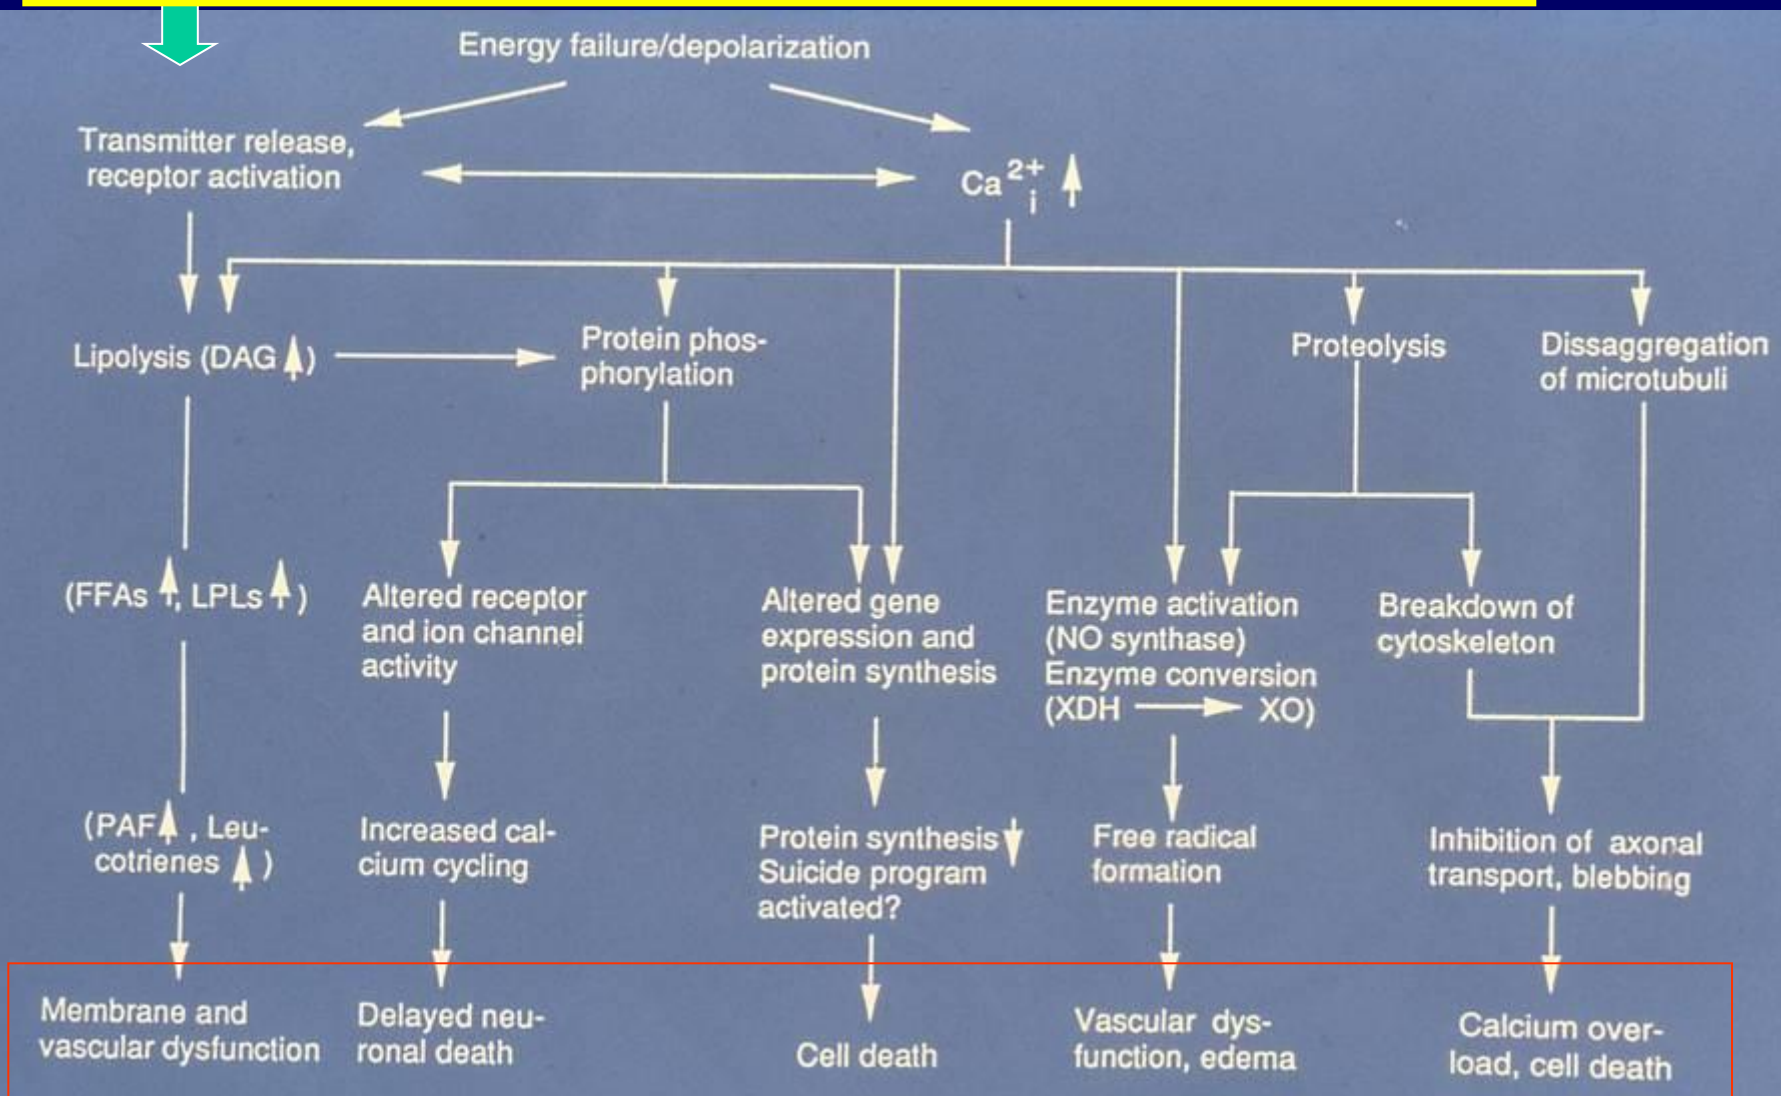 Energy failure/depolarization
Transmitter release,
receptor activation
Ca 2+ i
Lipolysis (DAG )
Protein phos-
phorylation
Proteolysis
Dissaggregation
of microtubuli
(FFAs , LPLs )
Altered receptor
and ion channel
activity
Altered gene
expression and
protein synthesis
Enzyme activation
(NO synthase)
Enzyme conversion
(XDH XO)
Breakdown of
cytoskeleton
(PAF , Leu-
cotrienes )
Increased cal-
cium cycling
Protein synthesis
Suicide program
activated?
Free radical
formation
Inhibition of axonal
transport, blebbing
Membrane and
vascular dysfunction
Delayed neu-
ronal death
Cell death
Vascular dys-
function, edema
Calcium over-
load, cell death